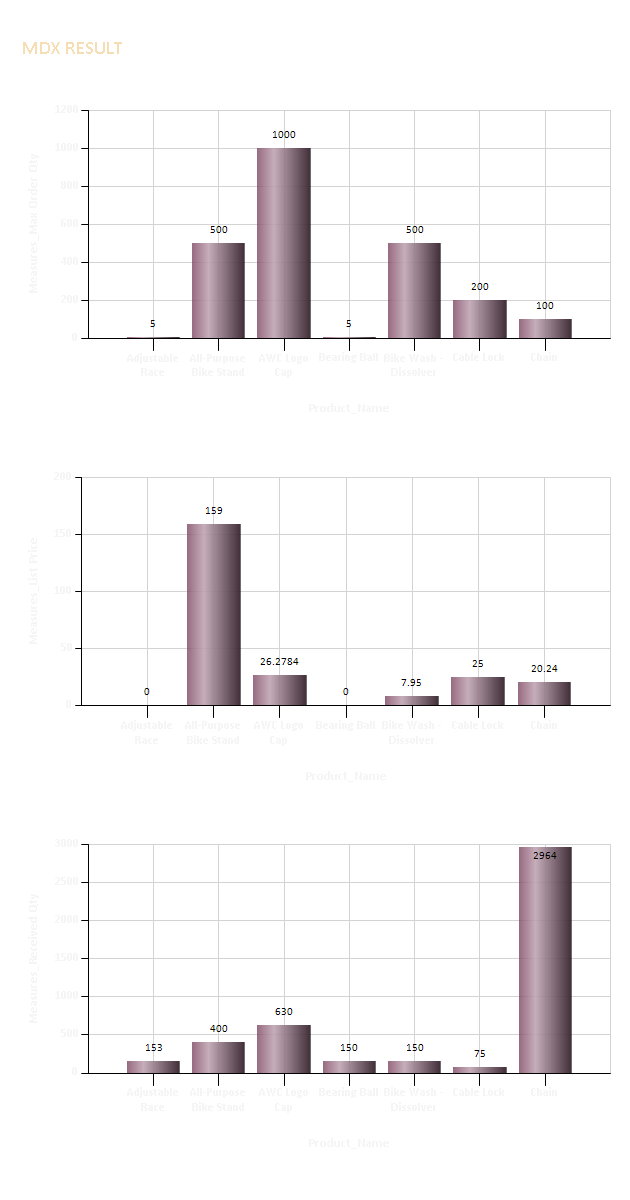 MDX RESULT
Measures_Max Order Qty
1200
1000
800
600
400
200
0
5
500
1000
5
500
200
100
Adjustable
Race
All-Purpose
Bike Stand
AWC Logo
Cap
Bearing Ball
Bike Wash -
Dissolver
Cable Lock
Chain
Product_Name
Measures_List Price
200
150
100
50
0
0
159
26.2784
0
7.95
25
20.24
Adjustable
Race
All-Purpose
Bike Stand
AWC Logo
Cap
Bearing Ball
Bike Wash -
Dissolver
Cable Lock
Chain
Product_Name
Measures_Received Qty
3000
2500
2000
1500
1000
500
0
153
400
630
150
150
75
2964
Adjustable
Race
All-Purpose
Bike Stand
AWC Logo
Cap
Bearing Ball
Bike Wash -
Dissolver
Cable Lock
Chain
Product_Name